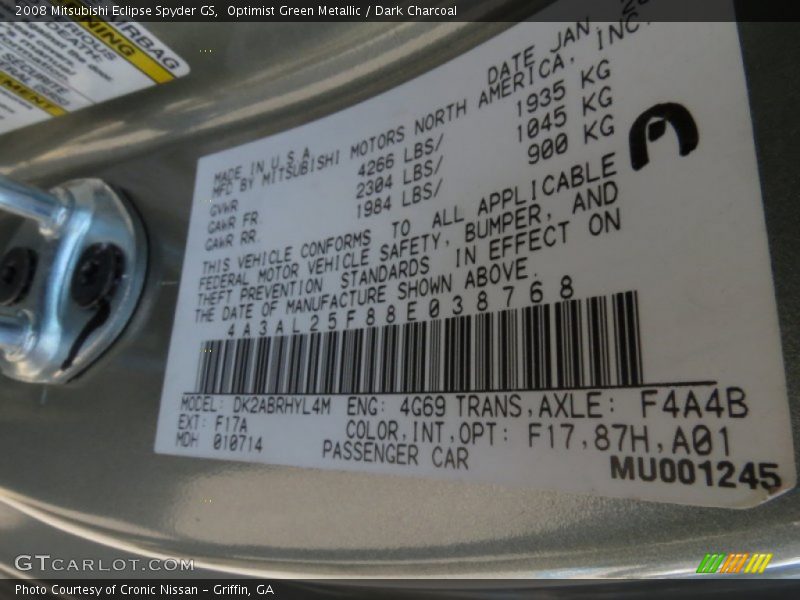 2008 Mitsubishi Eclipse Spyder GS,  Optimist Green Metallic / Dark Charcoal
AIRBAG
MADE IN U.S.A. DATE JAN
MFD BY MITSUBISHI MOTORS NORTH AMERICA, INC.
GVWR 4266 LBS/ 1935 KG
GAWR FR. 2304 LBS/ 1045 KG
GAWR RR. 1984 LBS/ 900 KG
THIS VEHICLE CONFORMS TO ALL APPLICABLE
FEDERAL MOTOR VEHICLE SAFETY, BUMPER, AND
THEFT PREVENTION STANDARDS IN EFFECT ON
THE DATE OF MANUFACTURE SHOWN ABOVE.
4A3AL25F88E038768
MODEL: DK2ABRHYL4M ENG: 4G69 TRANS,AXLE: F4A4B
EXT: F17A COLOR,INT,OPT: F17,87H,A01
MDH 010714 PASSENGER CAR
MU001245
GTCARLOT.COM
Photo Courtesy of Cronic Nissan - Griffin, GA